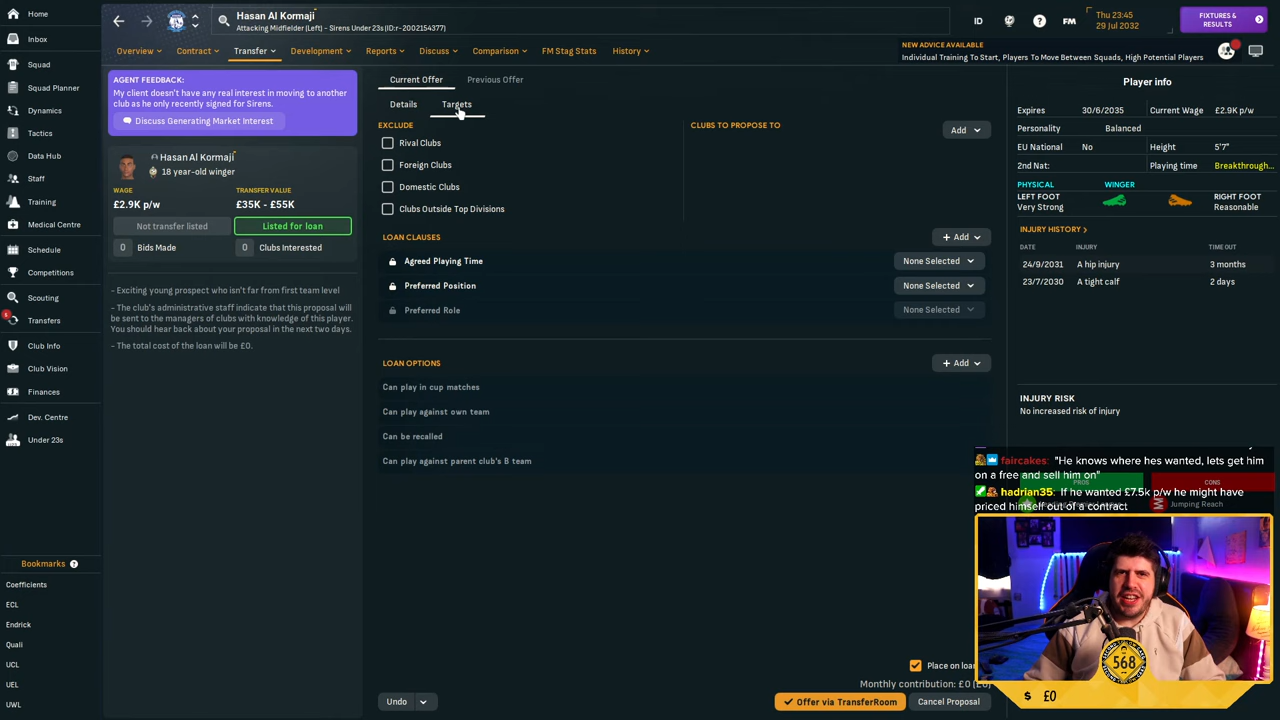 Home
Inbox
Squad
Squad Planner
Dynamics
Tactics
Data Hub
Staff
Training
Medical Centre
Schedule
Competitions
Scouting
6
Transfers
Club Info
Club Vision
Finances
Dev. Centre
Under 23s
Bookmarks ?
Coefficients
ECL
Endrick
Quali
UCL
UEL
UWL
Hasan Al Kormaji
Attacking Midfielder (Left) - Sirens Under 23s(ID:r-2002154377)
ID
?
FM
Thu 23:45
29 Jul 2032
FIXTURES &
RESULTS
Overview
Contract
Transfer
Development
Reports
Discuss
Comparison
FM Stag Stats
History
NEW ADVICE AVAILABLE
Individual Training To Start, Players To Move Between Squads, High Potential Players
AGENT FEEDBACK:
My client doesn't have any real interest in moving to another
club as he only recently signed for Sirens.
Discuss Generating Market Interest
Hasan Al Kormaji
18 year-old winger
WAGE
£2.9K p/w
TRANSFER VALUE
£35K - £55K
Not transfer listed
Listed for loan
0 Bids Made
0 Clubs Interested
- Exciting young prospect who isn't far from first team level
- The club's administrative staff indicate that this proposal will
be sent to the managers of clubs with knowledge of this player.
You should hear back about your proposal in the next two days.
- The total cost of the loan will be £0.
Current Offer
Previous Offer
Details
Targets
EXCLUDE
Rival Clubs
Foreign Clubs
Domestic Clubs
Clubs Outside Top Divisions
CLUBS TO PROPOSE TO
Add
LOAN CLAUSES
+ Add
Agreed Playing Time
None Selected
Preferred Position
None Selected
Preferred Role
None Selected
LOAN OPTIONS
+ Add
Can play in cup matches
Can play against own team
Can be recalled
Can play against parent club's B team
Place on loan
Monthly contribution: £0 (£0)
Undo
Offer via TransferRoom
Cancel Proposal
Player info
Expires 30/6/2035
Current Wage £2.9K p/w
Personality Balanced
EU National No
Height 5'7"
2nd Nat:
Playing time Breakthrough...
PHYSICAL
WINGER
LEFT FOOT
Very Strong
RIGHT FOOT
Reasonable
INJURY HISTORY
DATE INJURY TIME OUT
24/9/2031 A hip injury 3 months
23/7/2030 A tight calf 2 days
INJURY RISK
No increased risk of injury
faircakes: "He knows where hes wanted, lets get him
on a free and sell him on"
PROS
CONS
hadrian35: If he wanted £7.5k p/w he might have
priced himself out of a contract
Jumping Reach
568
$ £0